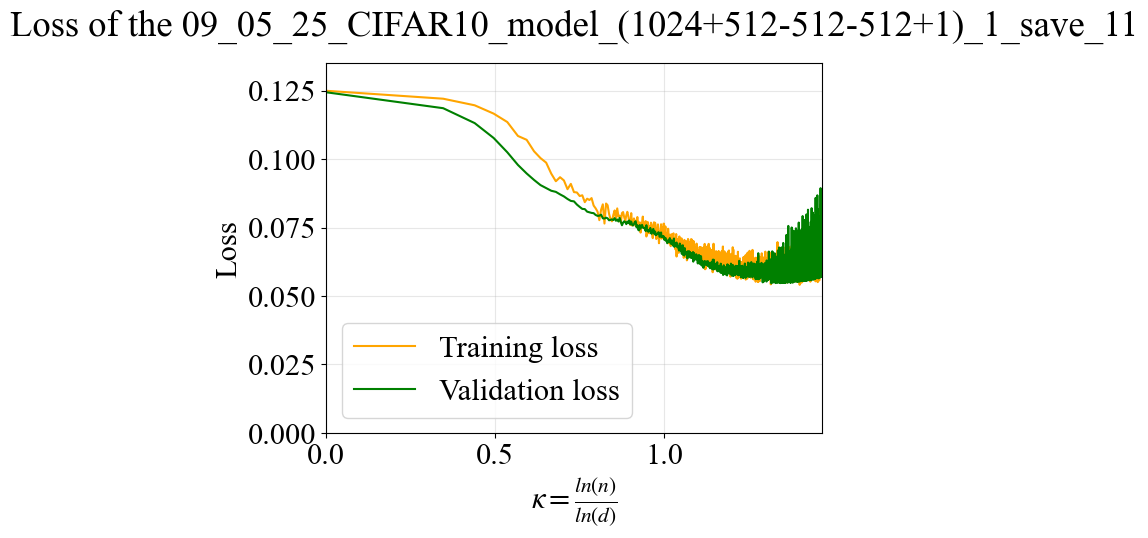 Loss of the 09_05_25_CIFAR10_model_(1024+512-512-512+1)_1_save_11
0.125
0.100
0.075
0.050
0.025
0.000
Loss
Training loss
Validation loss
0.0 0.5 1.0
κ = ln(n)/ln(d)